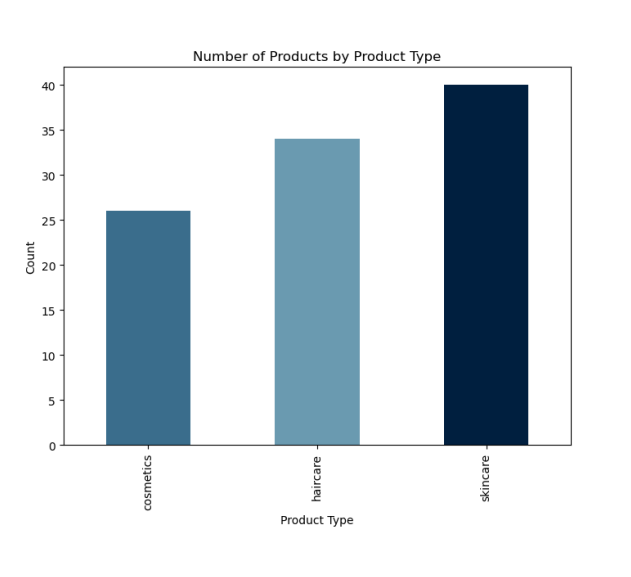 Number of Products by Product Type
40
35
30
25
20
15
10
5
0
Count
cosmetics
haircare
skincare
Product Type